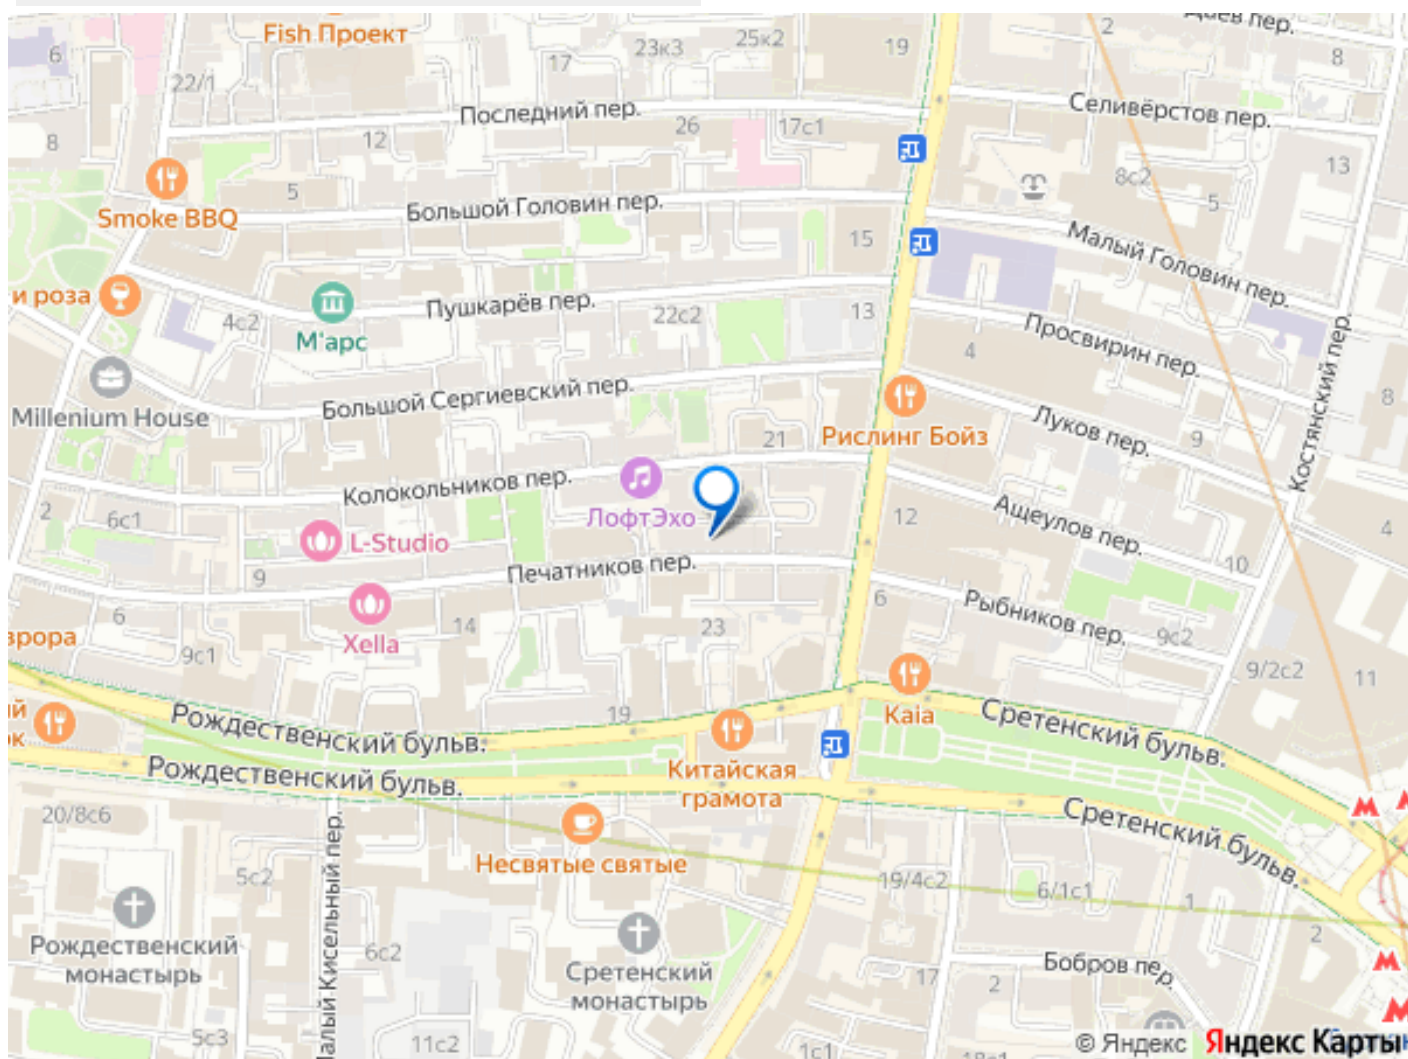 Fish Проект
2
Даев пер.
6
17
23к3
25к2
19
8
22/1
Последний пер.
Селивёрстов пер.
8
12
26
17с1
13
5
8с2
5
Smoke BBQ
Большой Головин пер.
15
Малый Головин пер.
и роза
4с2
М'арс
Пушкарёв пер.
22с2
13
4
Просвирин пер.
Millenium House
Большой Сергиевский пер.
Рислинг Бойз
Луков пер.
9
8
Костянский пер.
21
Колокольников пер.
ЛофтЭхо
2
6с1
L-Studio
12
Ащеулов пер.
4
9
Печатников пер.
10
6
Xella
14
23
6
Рыбников пер.
9с2
9с1
9/2с2
11
19
Kaia
Рождественский бульв.
Сретенский бульв.
Рождественский бульв.
Китайская
грамота
Сретенский бульв.
20/8с6
Несвятые святые
5с2
19/4с2
6/1с1
1
Рождественский
монастырь
6с2
Сретенский
монастырь
17
2
Бобров пер.
2
5с3
11с2
1с1
© Яндекс
Яндекс Карты